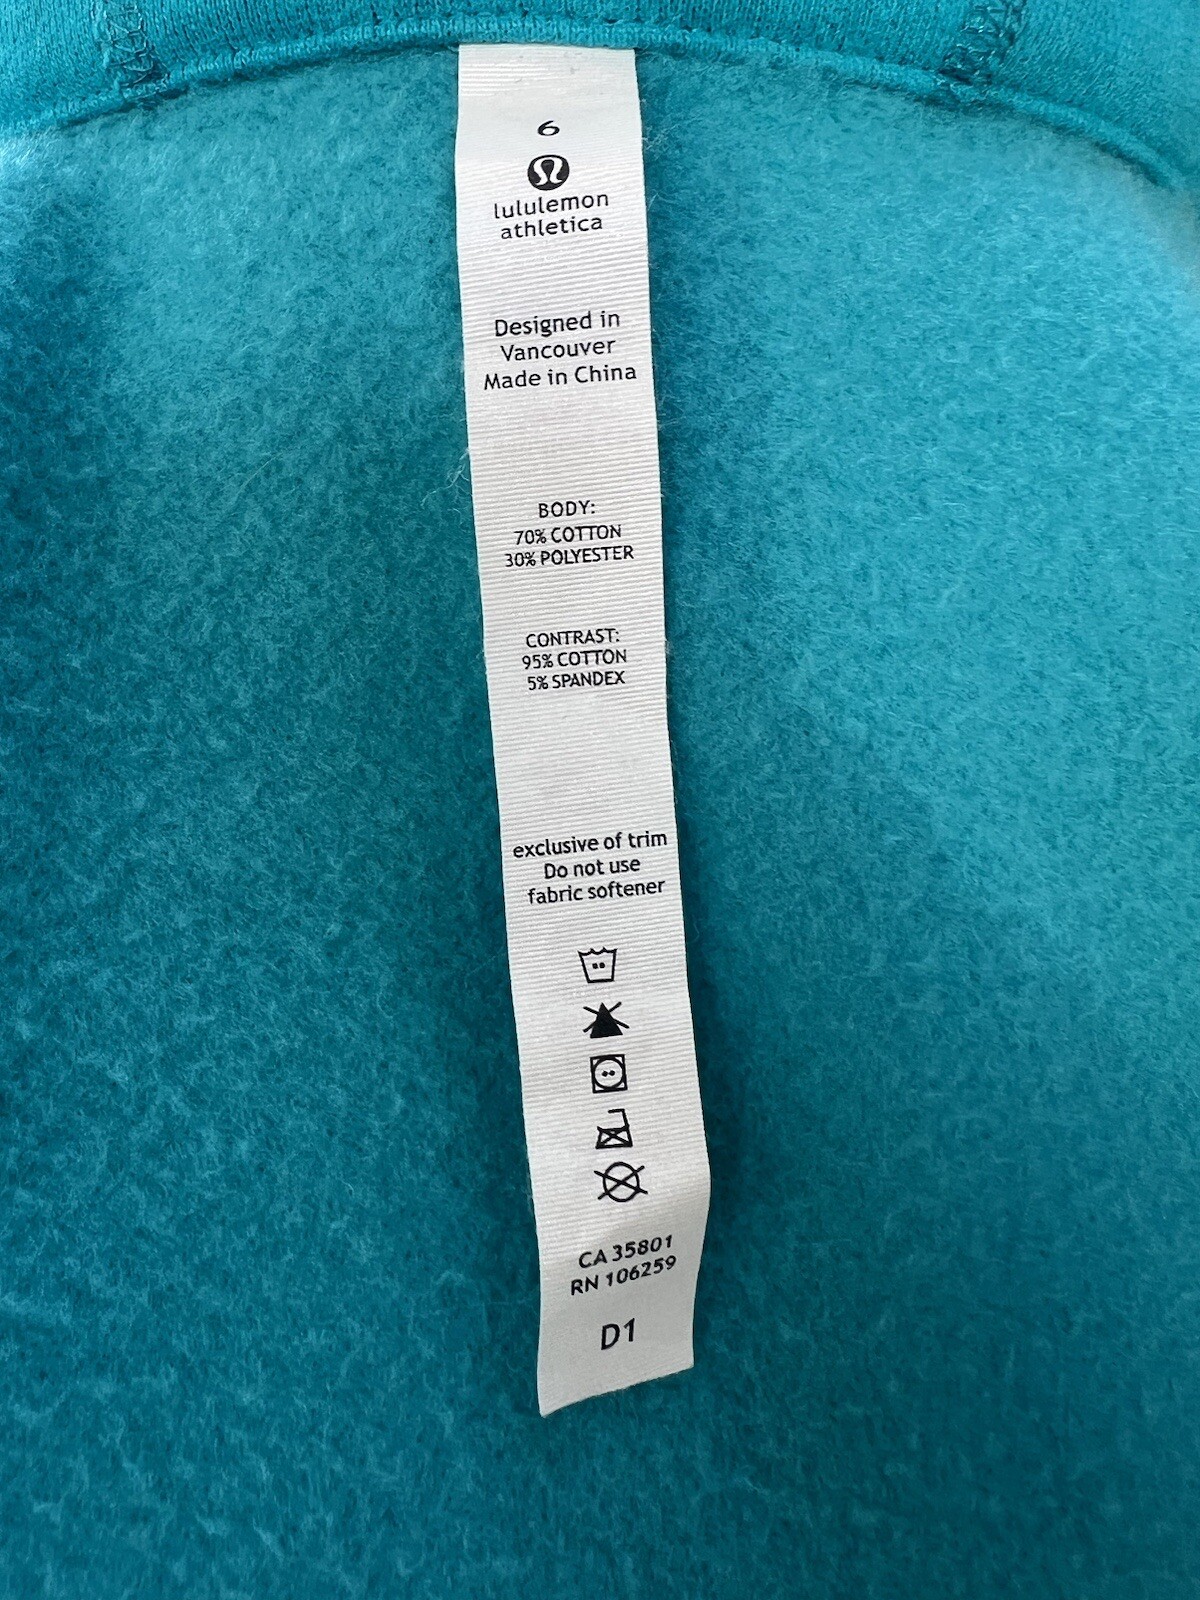 6
lululemon
athletica
Designed in
Vancouver
Made in China
BODY:
70% COTTON
30% POLYESTER
CONTRAST:
95% COTTON
5% SPANDEX
exclusive of trim
Do not use
fabric softener
CA 35801
RN 106259
D1